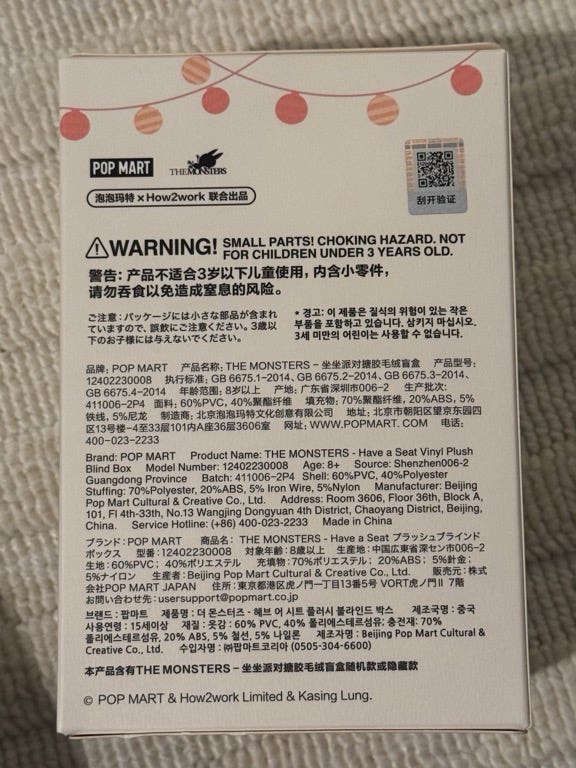 POP MART THE MONSTERS
泡泡玛特 × How2work 联合出品
刮开验证
WARNING! SMALL PARTS! CHOKING HAZARD. NOT
FOR CHILDREN UNDER 3 YEARS OLD.
警告: 产品不适合3岁以下儿童使用，内含小零件，
请勿吞食以免造成窒息的风险。
ご注意：パッケージには小さな部品が含まれ
ていますので、誤飲にご注意ください。3歳以
下のお子様には与えないでください。
* 경고: 이 제품은 질식의 위험이 있는 작은
부품을 포함하고 있습니다. 삼키지 마십시오.
3세 미만의 어린이는 사용할 수 없습니다.
品牌: POP MART 产品名称: THE MONSTERS – 坐坐派对搪胶毛绒盲盒 产品型号:
12402230008 执行标准: GB 6675.1-2014、GB 6675.2-2014、GB 6675.3-2014、
GB 6675.4-2014 年龄范围: 8岁以上 产地: 广东省深圳市006-2 生产批次:
411006-2P4 面料: 60%PVC, 40%聚酯纤维 填充物: 70%聚酯纤维, 20%ABS, 5%
铁线, 5%尼龙 制造商: 北京泡泡玛特文化创意有限公司 地址: 北京市朝阳区望京东园四
区13号楼-4至33层101内A座36层3606室 网址: WWW.POPMART.COM 电话:
400-023-2233
Brand: POP MART Product Name: THE MONSTERS - Have a Seat Vinyl Plush
Blind Box Model Number: 12402230008 Age: 8+ Source: Shenzhen006-2
Guangdong Province Batch: 411006-2P4 Shell: 60%PVC, 40%Polyester
Stuffing: 70%Polyester, 20%ABS, 5% Iron Wire, 5%Nylon Manufacturer: Beijing
Pop Mart Cultural & Creative Co., Ltd. Address: Room 3606, Floor 36th, Block A,
101, Fl 4th-33th, No.13 Wangjing Dongyuan 4th District, Chaoyang District, Beijing,
China. Service Hotline: (+86) 400-023-2233 Made in China
ブランド : POP MART 商品名： THE MONSTERS - Have a Seat プラッシュブラインド
ボックス 型番 : 12402230008 対象年齢 : 8歳以上 生産地 : 中国広東省深セン市006-2
生地 : 60%PVC； 40%ポリエステル 充填物 : 70%ポリエステル； 20%ABS； 5%針金；
5%ナイロン 生産者 : Beijing Pop Mart Cultural & Creative Co., Ltd. 販売元 : 株式
会社POP MART JAPAN 住所 : 東京都港区虎ノ門一丁目13番5号 VORT虎ノ門II 7階
お問い合わせ先 : usersupport@popmart.co.jp
브랜드 : 팝마트 제품명 : 더 몬스터즈 - 헤브 어 시트 플러시 블라인드 박스 제조국명 : 중국
사용연령 : 15세이상 재질 : 옷감 : 60% PVC, 40% 폴리에스테르섬유; 충전재: 70%
폴리에스테르섬유, 20% ABS, 5% 철선, 5% 나일론 제조자명 : Beijing Pop Mart Cultural &
Creative Co., Ltd. 수입자명 : ㈜팝마트코리아 (0505-304-6600)
本产品含有THE MONSTERS – 坐坐派对搪胶毛绒盲盒随机款或隐藏款
© POP MART & How2work Limited & Kasing Lung.